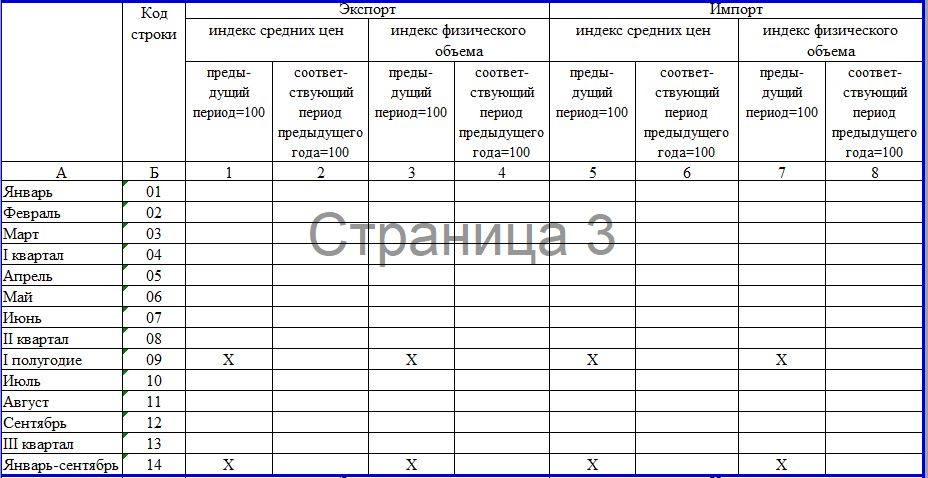 Экспорт Импорт
Код строки
индекс средних цен индекс физического объема индекс средних цен индекс физического объема
преды-
дущий
период=100
соответ-
ствующий
период
предыдущего
года=100
преды-
дущий
период=100
соответ-
ствующий
период
предыдущего
года=100
преды-
дущий
период=100
соответ-
ствующий
период
предыдущего
года=100
преды-
дущий
период=100
соответ-
ствующий
период
предыдущего
года=100
А Б 1 2 3 4 5 6 7 8
Январь 01
Февраль 02
Март 03
Страница 3
I квартал 04
Апрель 05
Май 06
Июнь 07
II квартал 08
I полугодие 09 X X X X
Июль 10
Август 11
Сентябрь 12
III квартал 13
Январь-сентябрь 14 X X X X